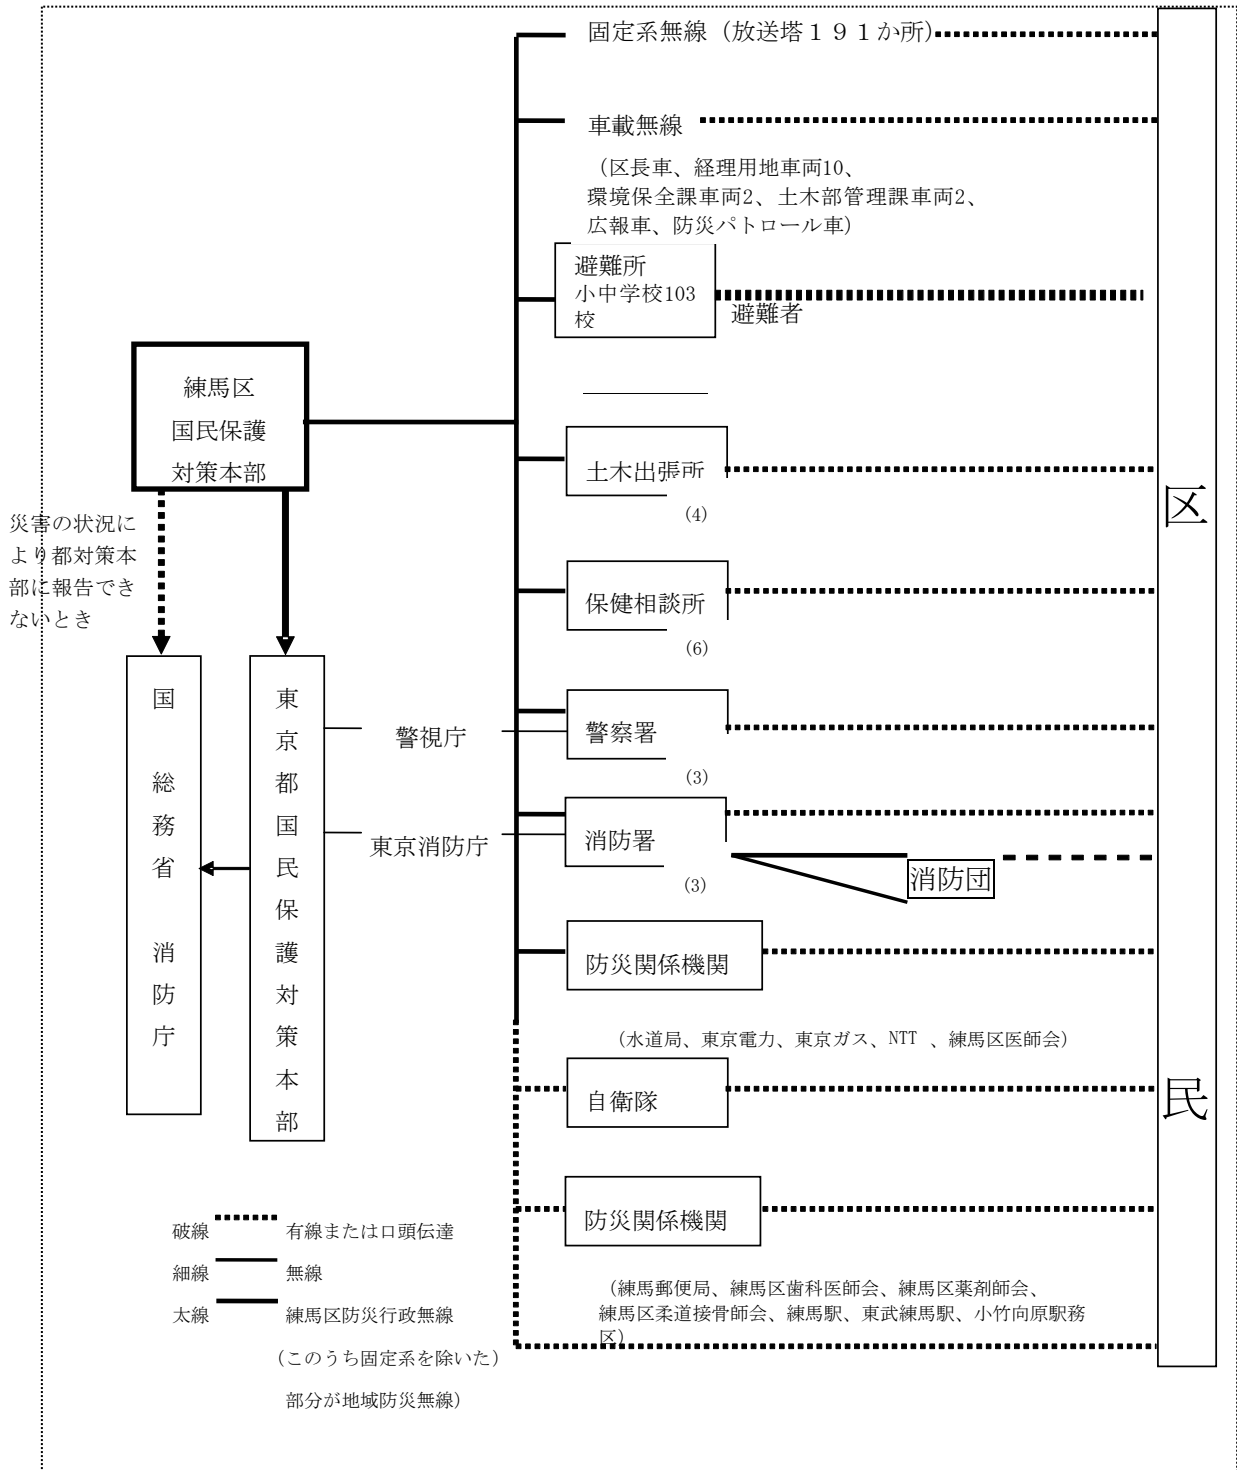 固定系無線（放送塔１９１か所）
車載無線
（区長車、経理用地車両10、
環境保全課車両2、土木部管理課車両2、
広報車、防災パトロール車）
避難所
小中学校103
校
避難者
練馬区
国民保護
対策本部
土木出張所
(4)
災害の状況に
より都対策本
部に報告でき
ないとき
保健相談所
(6)
国　総務省　消防庁
東京都国民保護対策本部
警視庁
警察署
(3)
東京消防庁
消防署
(3)
消防団
防災関係機関
（水道局、東京電力、東京ガス、NTT 、練馬区医師会）
自衛隊
防災関係機関
（練馬郵便局、練馬区歯科医師会、練馬区薬剤師会、
練馬区柔道接骨師会、練馬駅、東武練馬駅、小竹向原駅務
区）
区民
破線 有線または口頭伝達
細線 無線
太線 練馬区防災行政無線
（このうち固定系を除いた）
部分が地域防災無線）